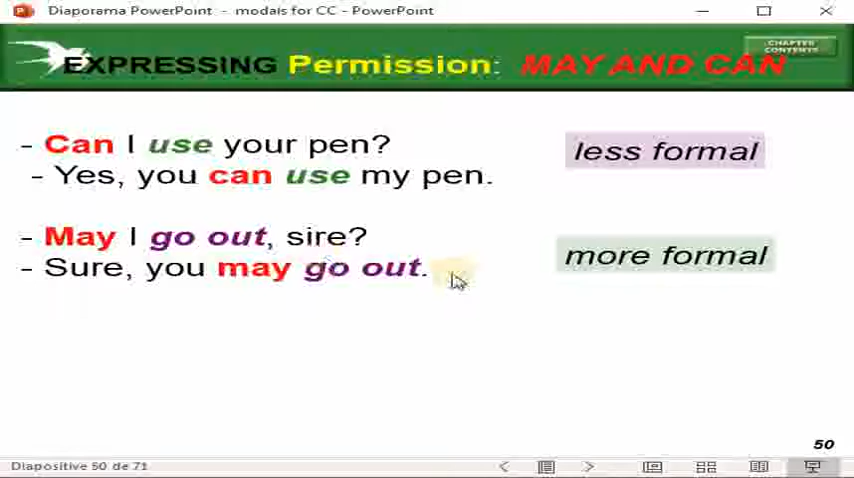 Diaporama PowerPoint - modals for CC - PowerPoint
CHAPTER
CONTENTS
EXPRESSING Permission: MAY AND CAN
- Can I use your pen?
less formal
- Yes, you can use my pen.
- May I go out, sire?
more formal
- Sure, you may go out.
50
Diapositive 50 de 71